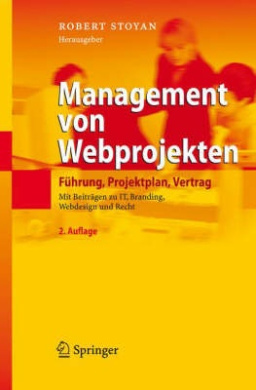 ROBERT STOYAN
Herausgeber
Management
von
Webprojekten
Führung, Projektplan, Vertrag
Mit Beiträgen zu IT, Branding,
Webdesign und Recht
2. Auflage
Springer